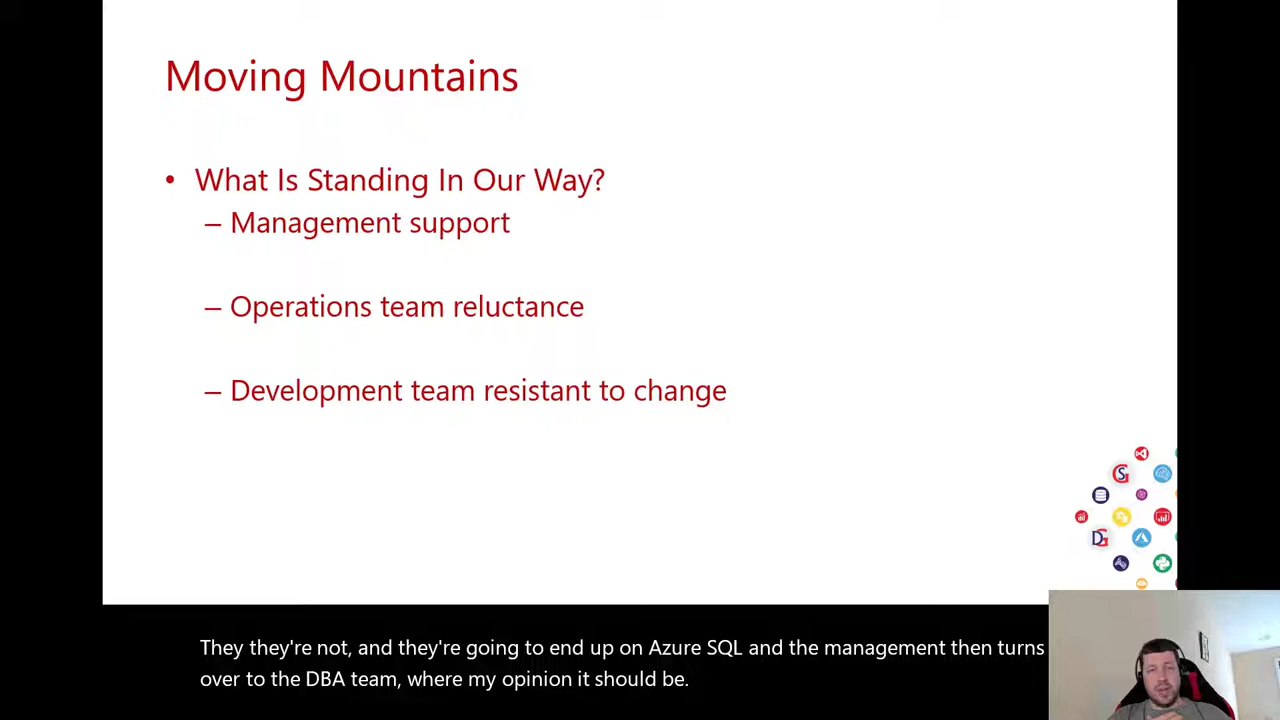 Moving Mountains
• What Is Standing In Our Way?
– Management support
– Operations team reluctance
– Development team resistant to change
GS
DG
They they're not, and they're going to end up on Azure SQL and the management then turns
over to the DBA team, where my opinion it should be.